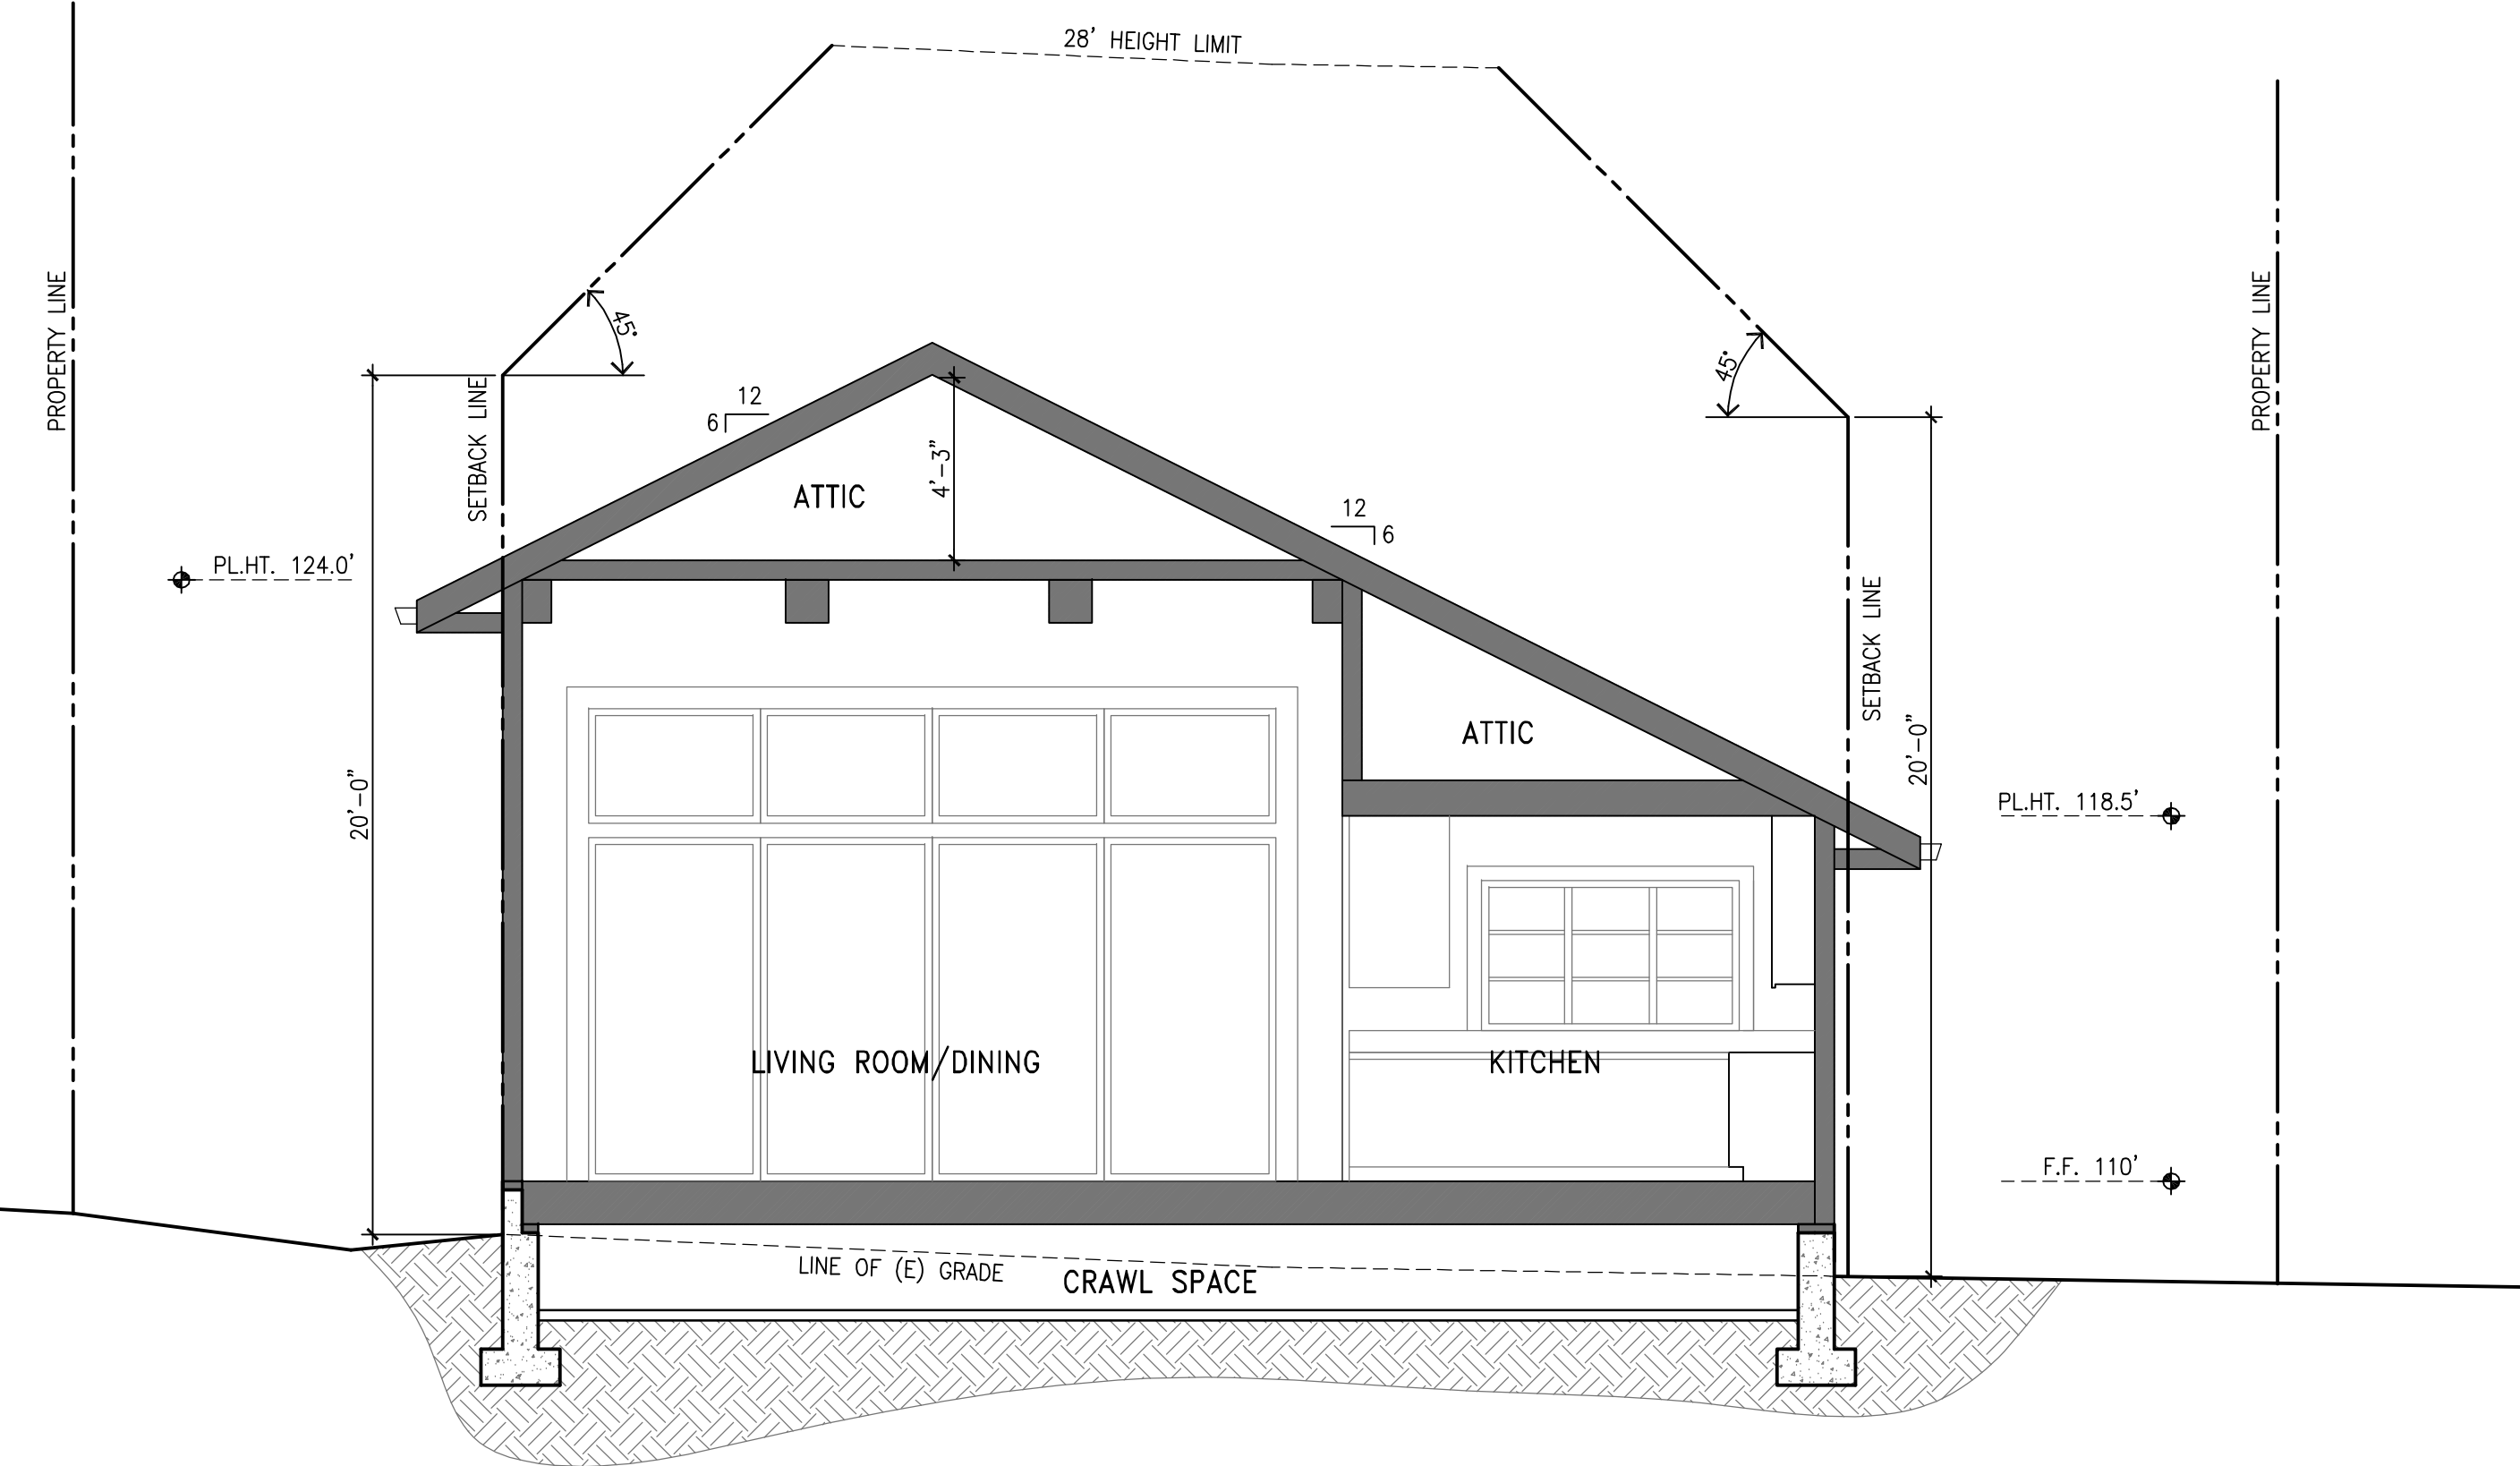 28' HEIGHT LIMIT
PROPERTY LINE
PROPERTY LINE
45°
45°
SETBACK LINE
12
6
4'-3"
ATTIC
12
6
PL.HT. 124.0'
SETBACK LINE
ATTIC
20'-0"
20'-0"
PL.HT. 118.5'
LIVING ROOM/DINING
KITCHEN
F.F. 110'
LINE OF (E) GRADE
CRAWL SPACE